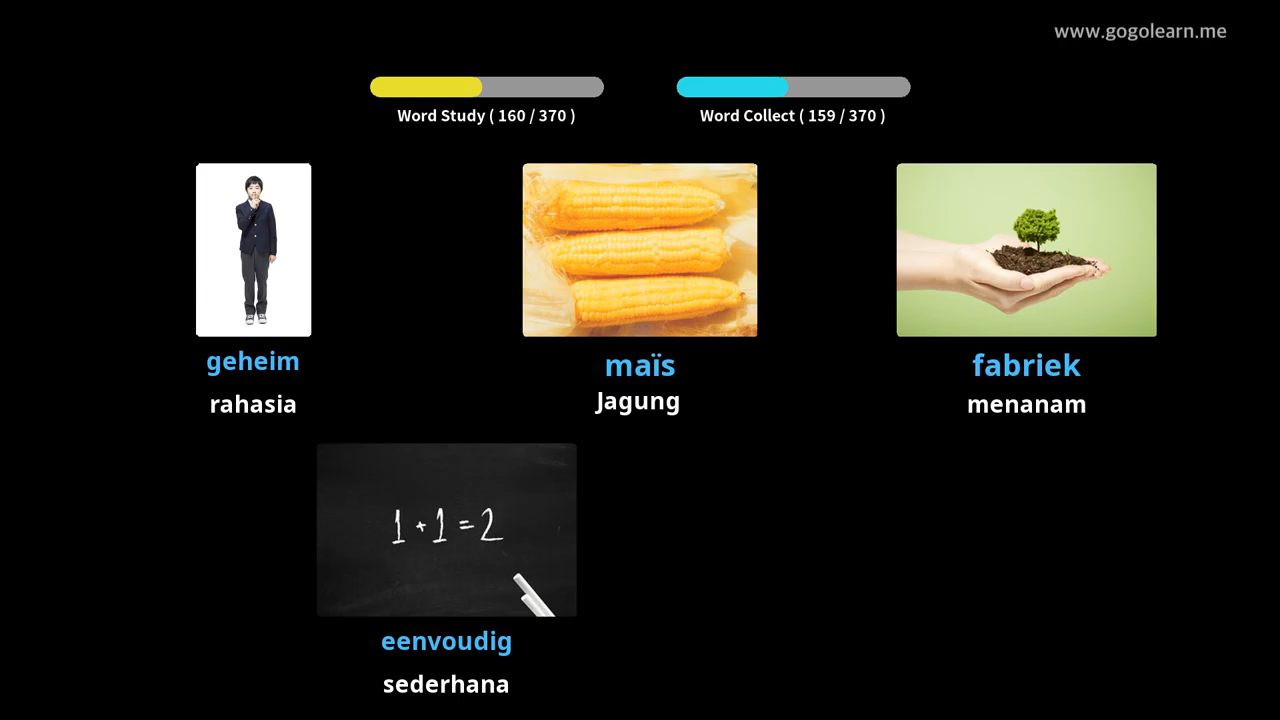 www.gogolearn.me
Word Study ( 160 / 370 )
Word Collect ( 159 / 370 )
geheim
rahasia
maïs
Jagung
fabriek
menanam
1 + 1 = 2
eenvoudig
sederhana